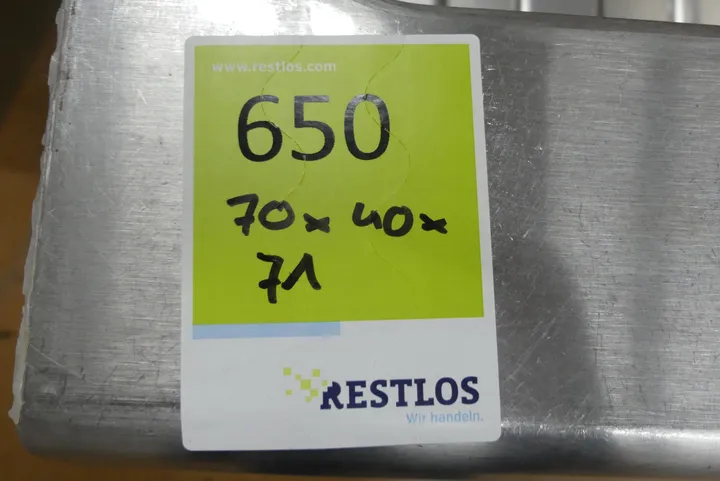 www.restlos.com
650
70x 40x
71
RESTLOS
Wir handeln.